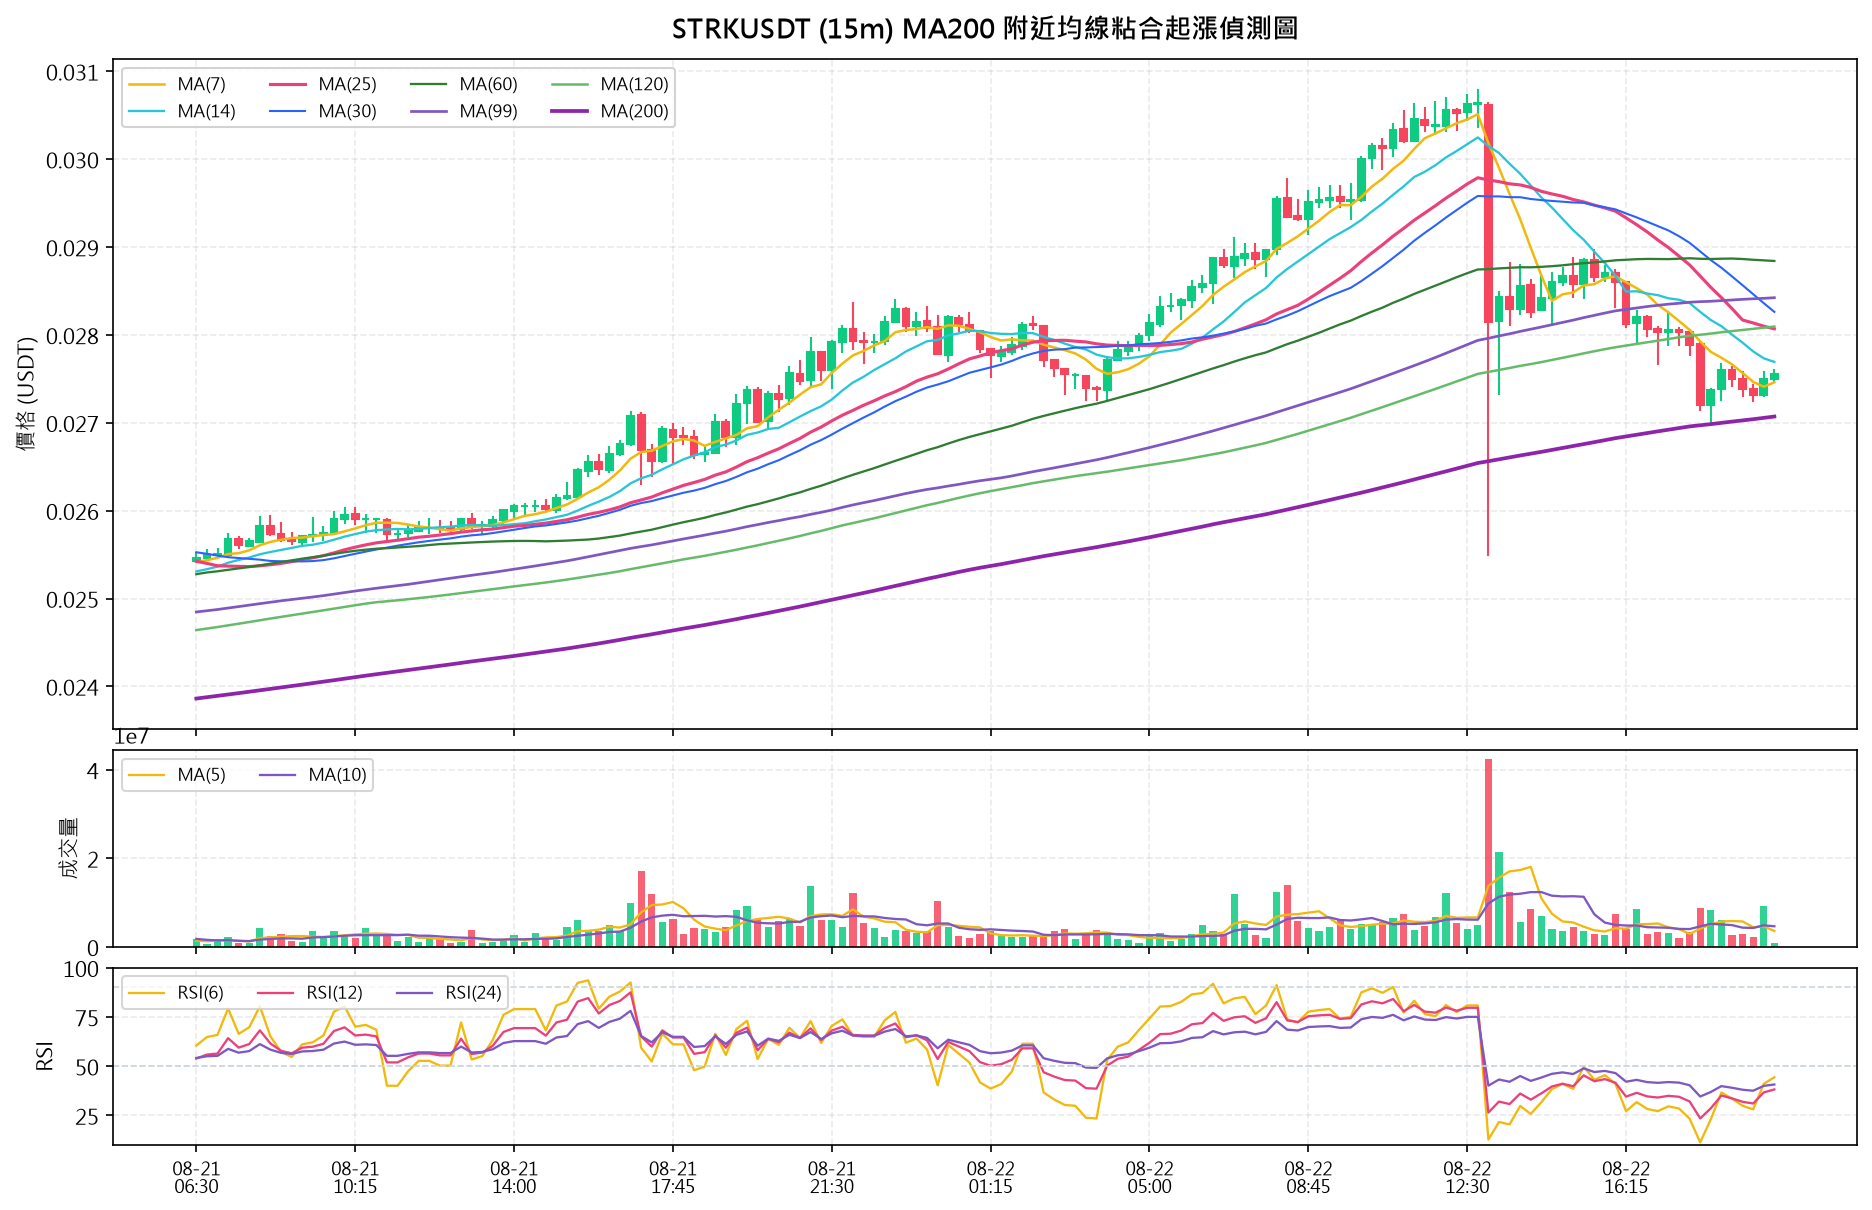 STRKUSDT (15m) MA200 附近均線粘合起漲偵測圖
MA(7) MA(25) MA(60) MA(120)
MA(14) MA(30) MA(99) MA(200)
0.031
0.030
0.029
0.028
0.027
0.026
0.025
0.024
價格 (USDT)
1e7
MA(5) MA(10)
4
2
0
成交量
RSI(6) RSI(12) RSI(24)
100
75
50
25
RSI
08-21 08-21 08-21 08-21 08-21 08-22 08-22 08-22 08-22 08-22
06:30 10:15 14:00 17:45 21:30 01:15 05:00 08:45 12:30 16:15